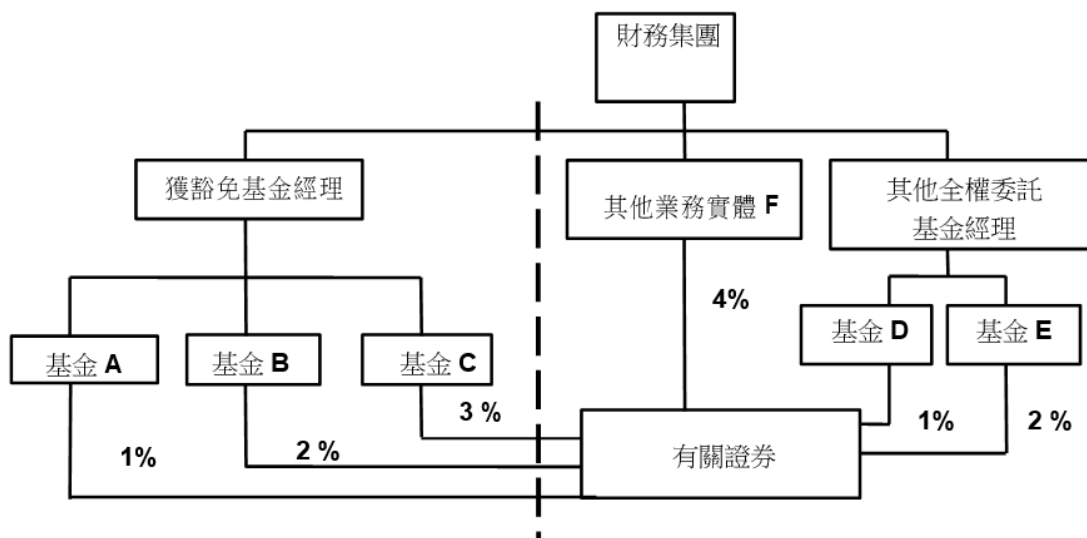 財務集團
獲豁免基金經理
其他業務實體 F
其他全權委託
基金經理
4%
基金 A
基金 B
基金 C
基金 D
基金 E
3 %
1%
2 %
1%
2 %
有關證券